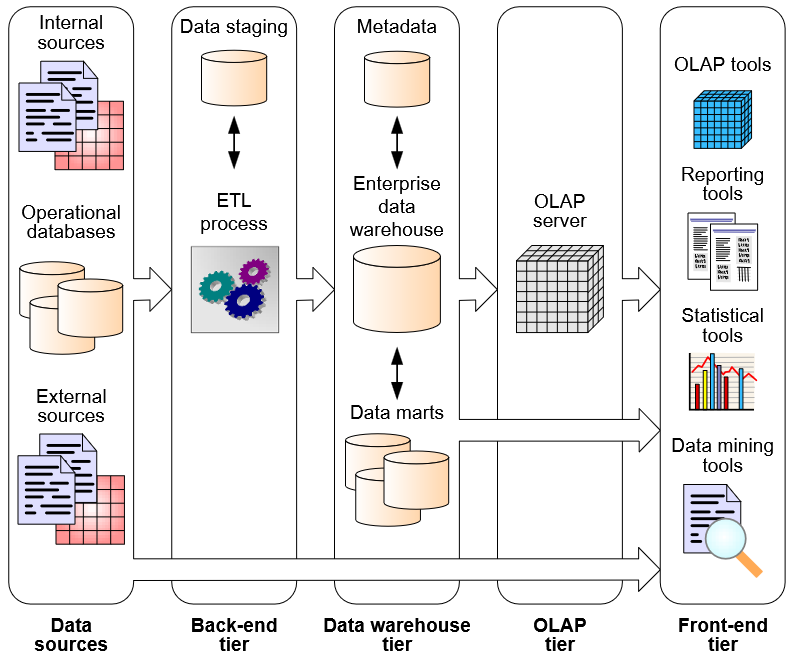 Internal
sources
Operational
databases
External
sources
Data
sources
Data staging
ETL
process
Back-end
tier
Metadata
Enterprise
data
warehouse
Data marts
Data warehouse
tier
OLAP
server
OLAP
tier
OLAP tools
Reporting
tools
Statistical
tools
Data mining
tools
Front-end
tier